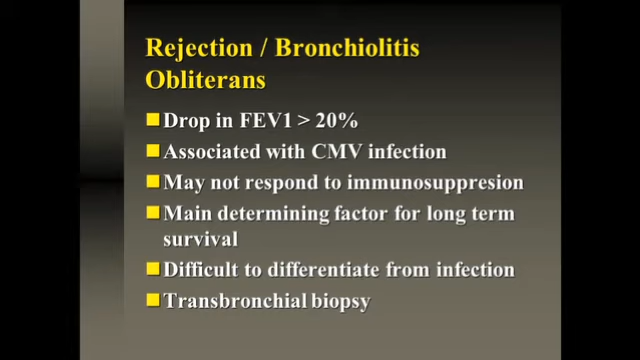 Rejection / Bronchiolitis
Obliterans
Drop in FEV1 > 20%
Associated with CMV infection
May not respond to immunosuppresion
Main determining factor for long term
survival
Difficult to differentiate from infection
Transbronchial biopsy